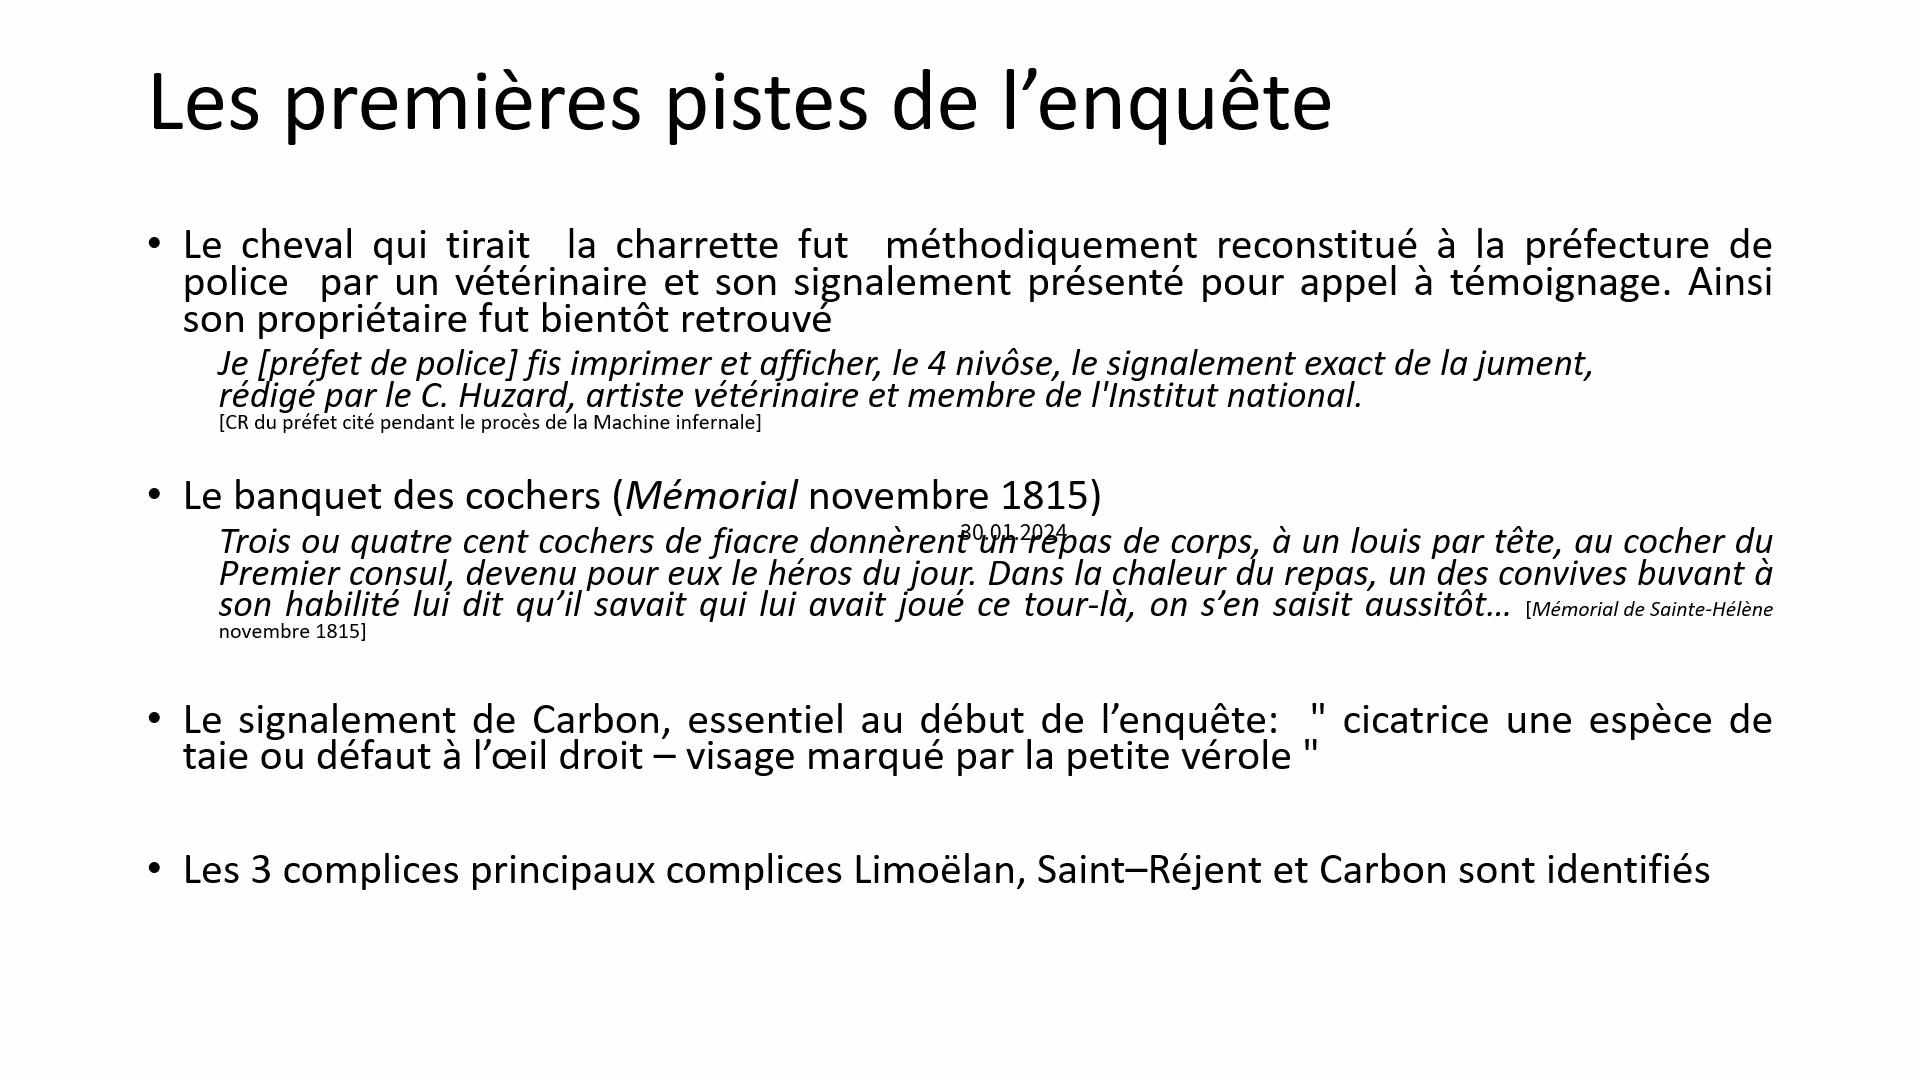 Les premières pistes de l’enquête
• Le cheval qui tirait  la charrette fut  méthodiquement reconstitué à la préfecture de
police  par un vétérinaire et son signalement présenté pour appel à témoignage. Ainsi
son propriétaire fut bientôt retrouvé
Je [préfet de police] fis imprimer et afficher, le 4 nivôse, le signalement exact de la jument,
rédigé par le C. Huzard, artiste vétérinaire et membre de l'Institut national.
[CR du préfet cité pendant le procès de la Machine infernale]
• Le banquet des cochers (Mémorial novembre 1815)
30.01.2024
Trois ou quatre cent cochers de fiacre donnèrent un repas de corps, à un louis par tête, au cocher du
Premier consul, devenu pour eux le héros du jour. Dans la chaleur du repas, un des convives buvant à
son habilité lui dit qu’il savait qui lui avait joué ce tour-là, on s’en saisit aussitôt… [Mémorial de Sainte-Hélène
novembre 1815]
• Le signalement de Carbon, essentiel au début de l’enquête:  " cicatrice une espèce de
taie ou défaut à l’œil droit – visage marqué par la petite vérole "
• Les 3 complices principaux complices Limoëlan, Saint–Réjent et Carbon sont identifiés